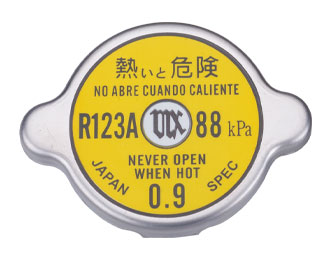 熱いと危険
NO ABRE CUANDO CALIENTE
R123A 88 kPa
NEVER OPEN
WHEN HOT
JAPAN SPEC
0.9